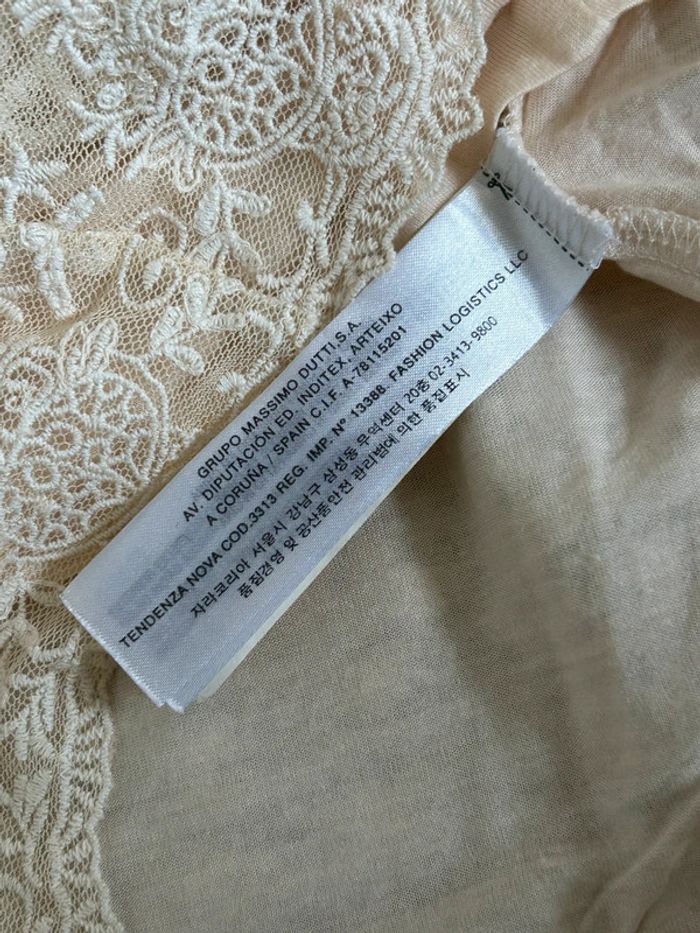 GRUPO MASSIMO DUTTI.S.A.
AV. DIPUTACIÓN ED. INDITEX, ARTEIXO
A CORUÑA / SPAIN C.I.F. A-78115201
TENDENZA NOVA COD.3313 REG. IMP. Nº 13388 FASHION LOGISTICS LLC
자라코리아 서울시 강남구 삼성동 무역센터 20층 02-3413-9800
품질경영 및 공산품안전 관리법에 의한 품질표시